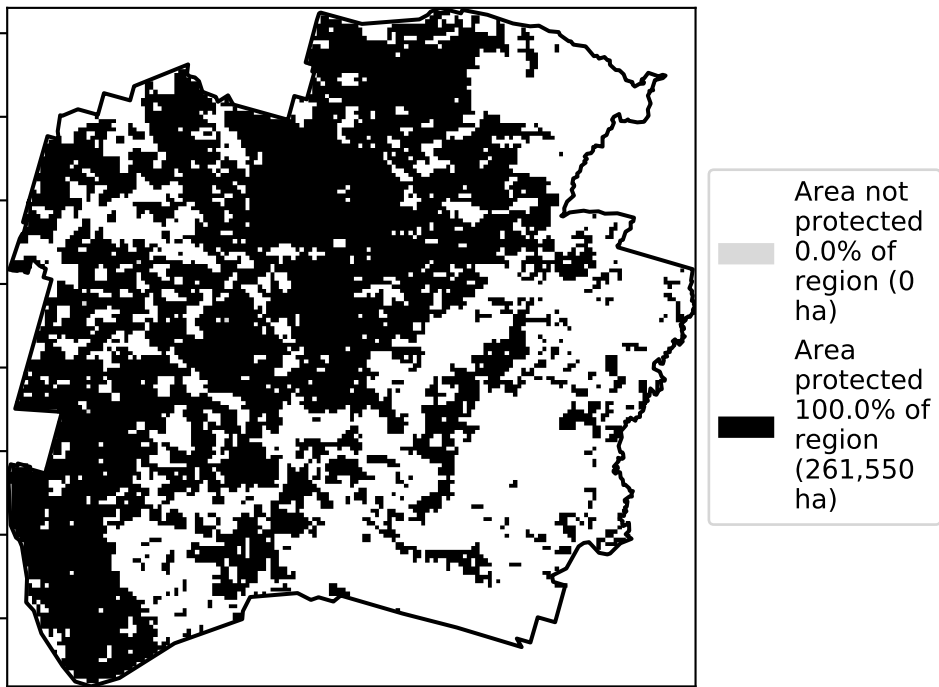 Area not
protected
0.0% of
region (0
ha)
Area
protected
100.0% of
region
(261,550
ha)